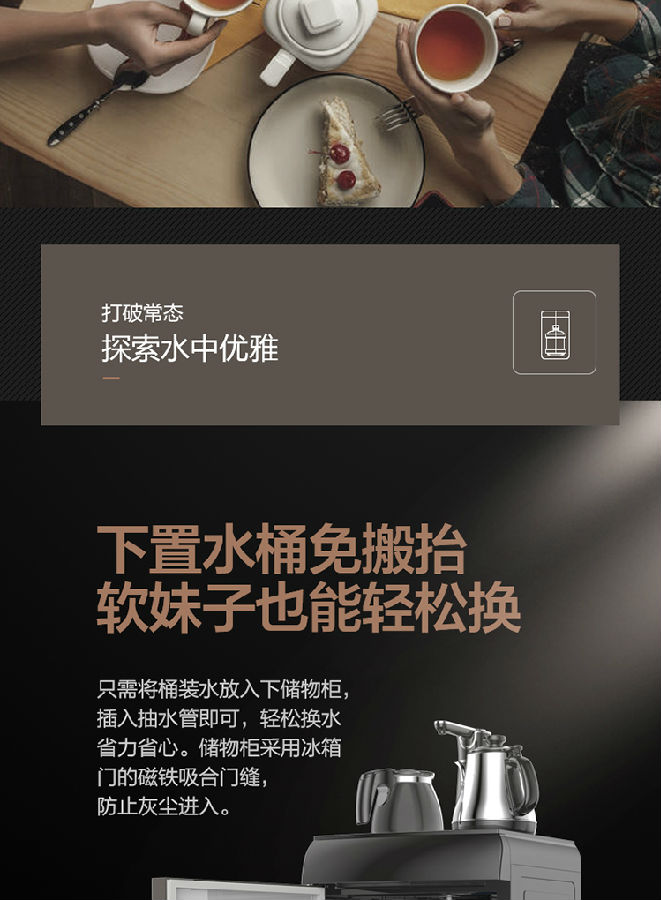 打破常态
探索水中优雅
下置水桶免搬抬
软妹子也能轻松换
只需将桶装水放入下储物柜，
插入抽水管即可，轻松换水
省力省心。储物柜采用冰箱
门的磁铁吸合门缝，
防止灰尘进入。